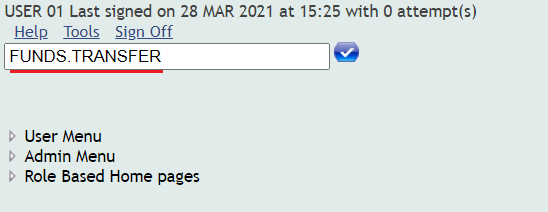 USER 01 Last signed on 28 MAR 2021 at 15:25 with 0 attempt(s)
Help Tools Sign Off
FUNDS.TRANSFER
User Menu
Admin Menu
Role Based Home pages